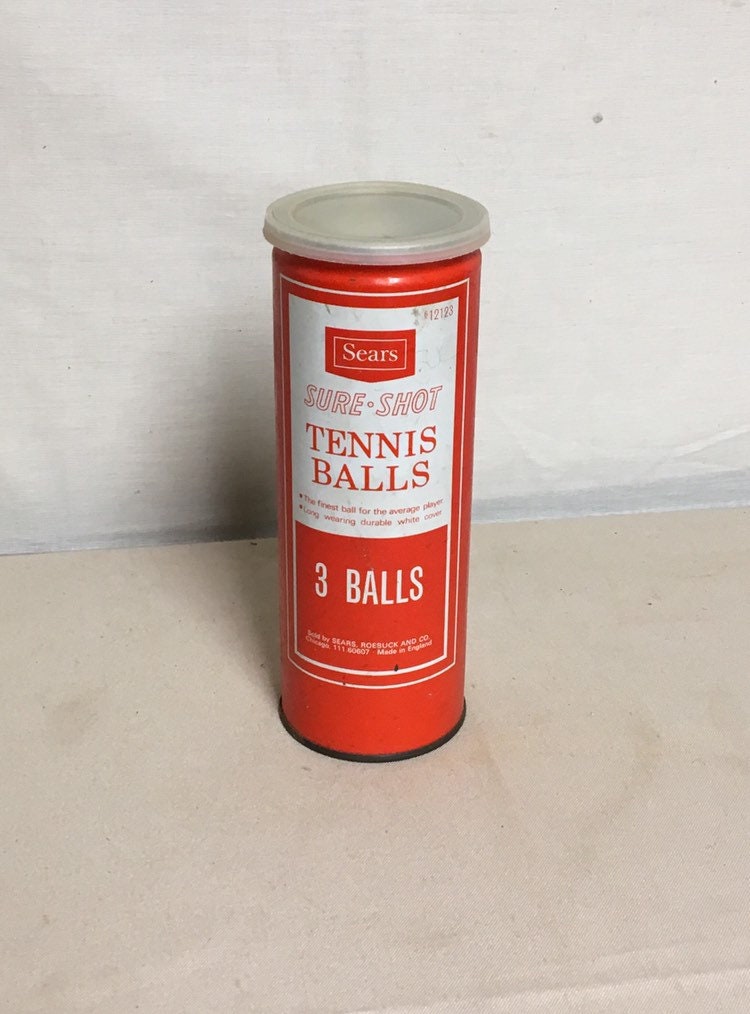 #12123
Sears
SURE•SHOT
TENNIS
BALLS
•The finest ball for the average player
•Long wearing durable white cover
3 BALLS
Sold by SEARS, ROEBUCK AND CO.
Chicago, 111.60607 · Made in England